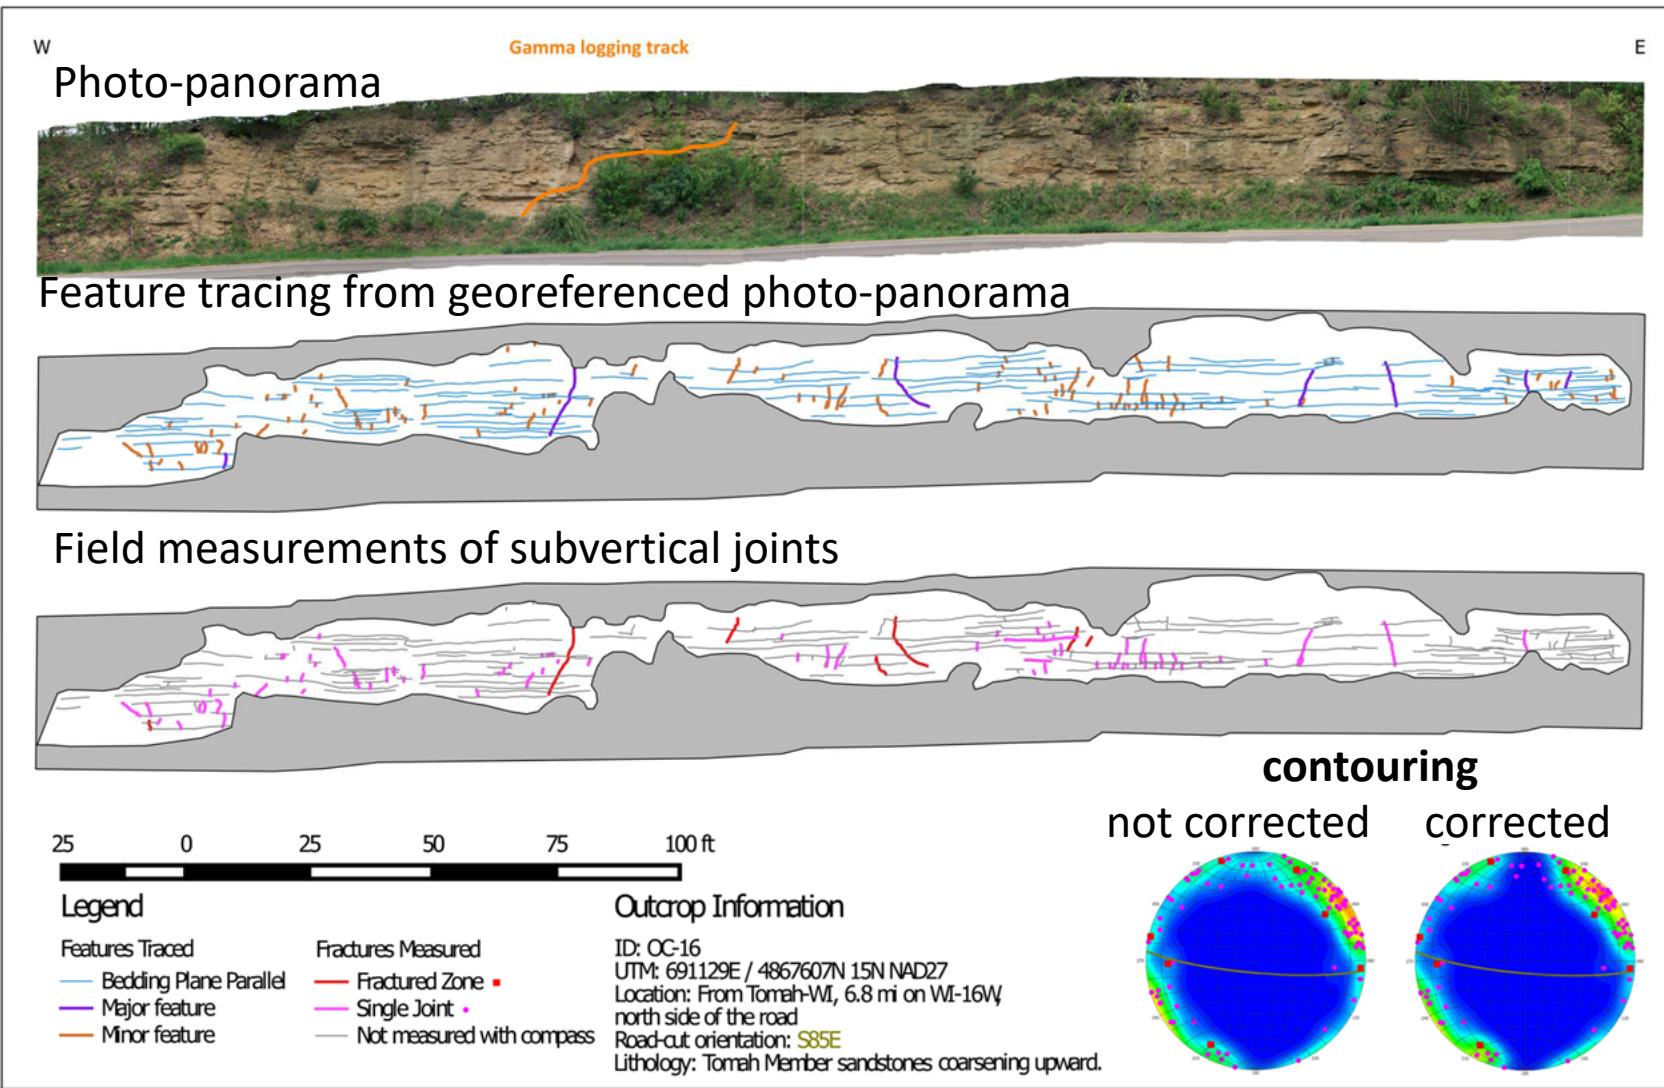 W
Gamma logging track
E
Photo-panorama
Feature tracing from georeferenced photo-panorama
Field measurements of subvertical joints
contouring
not corrected
corrected
25 0 25 50 75 100 ft
Legend
Features Traced
Bedding Plane Parallel
Major feature
Minor feature
Fractures Measured
Fractured Zone
Single Joint
Not measured with compass
Outcrop Information
ID: OC-16
UTM: 691129E / 4867607N 15N NAD27
Location: From Tomah-WI, 6.8 mi on WI-16W,
north side of the road
Road-cut orientation: S85E
Lithology: Tomah Member sandstones coarsening upward.